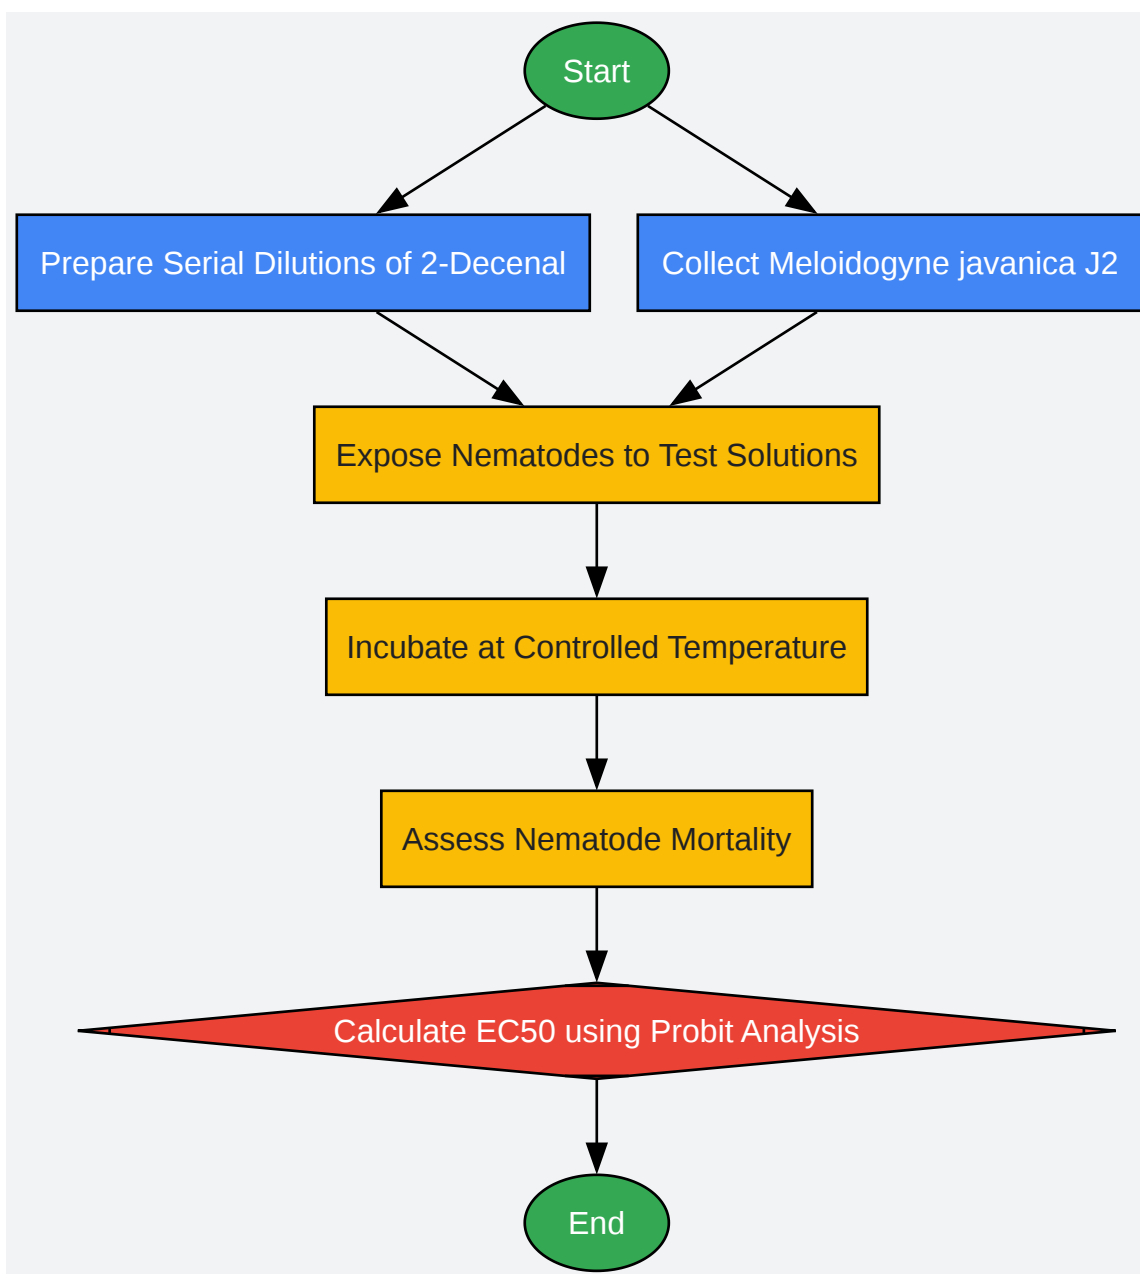 Start
Prepare Serial Dilutions of 2-Decenal
Collect Meloidogyne javanica J2
Expose Nematodes to Test Solutions
Incubate at Controlled Temperature
Assess Nematode Mortality
Calculate EC50 using Probit Analysis
End